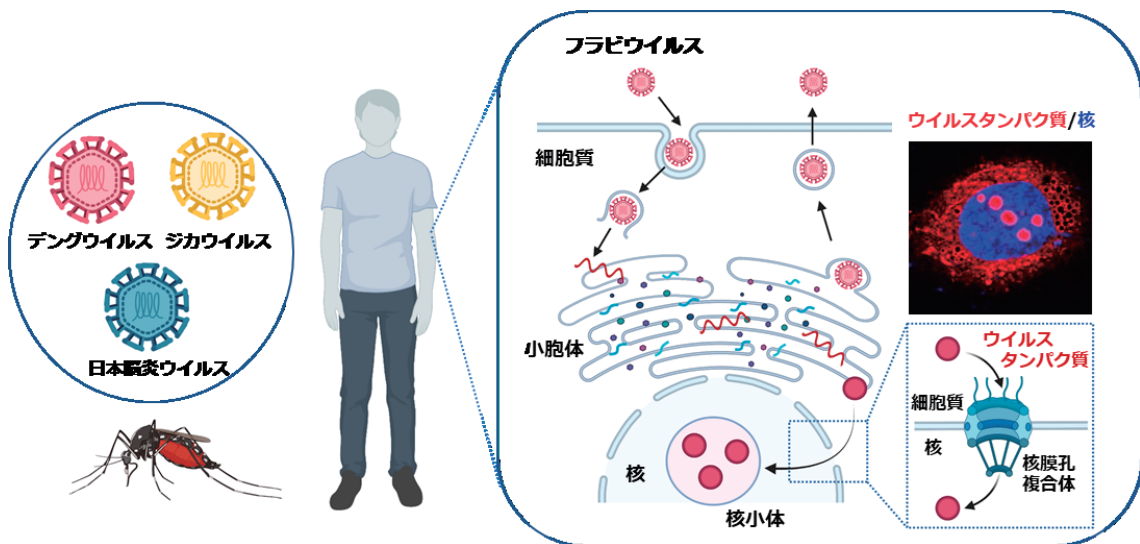 フラビウイルス
デングウイルス
ジカウイルス
日本脳炎ウイルス
細胞質
小胞体
核
核小体
ウイルスタンパク質/核
ウイルス
タンパク質
細胞質
核
核膜孔
複合体